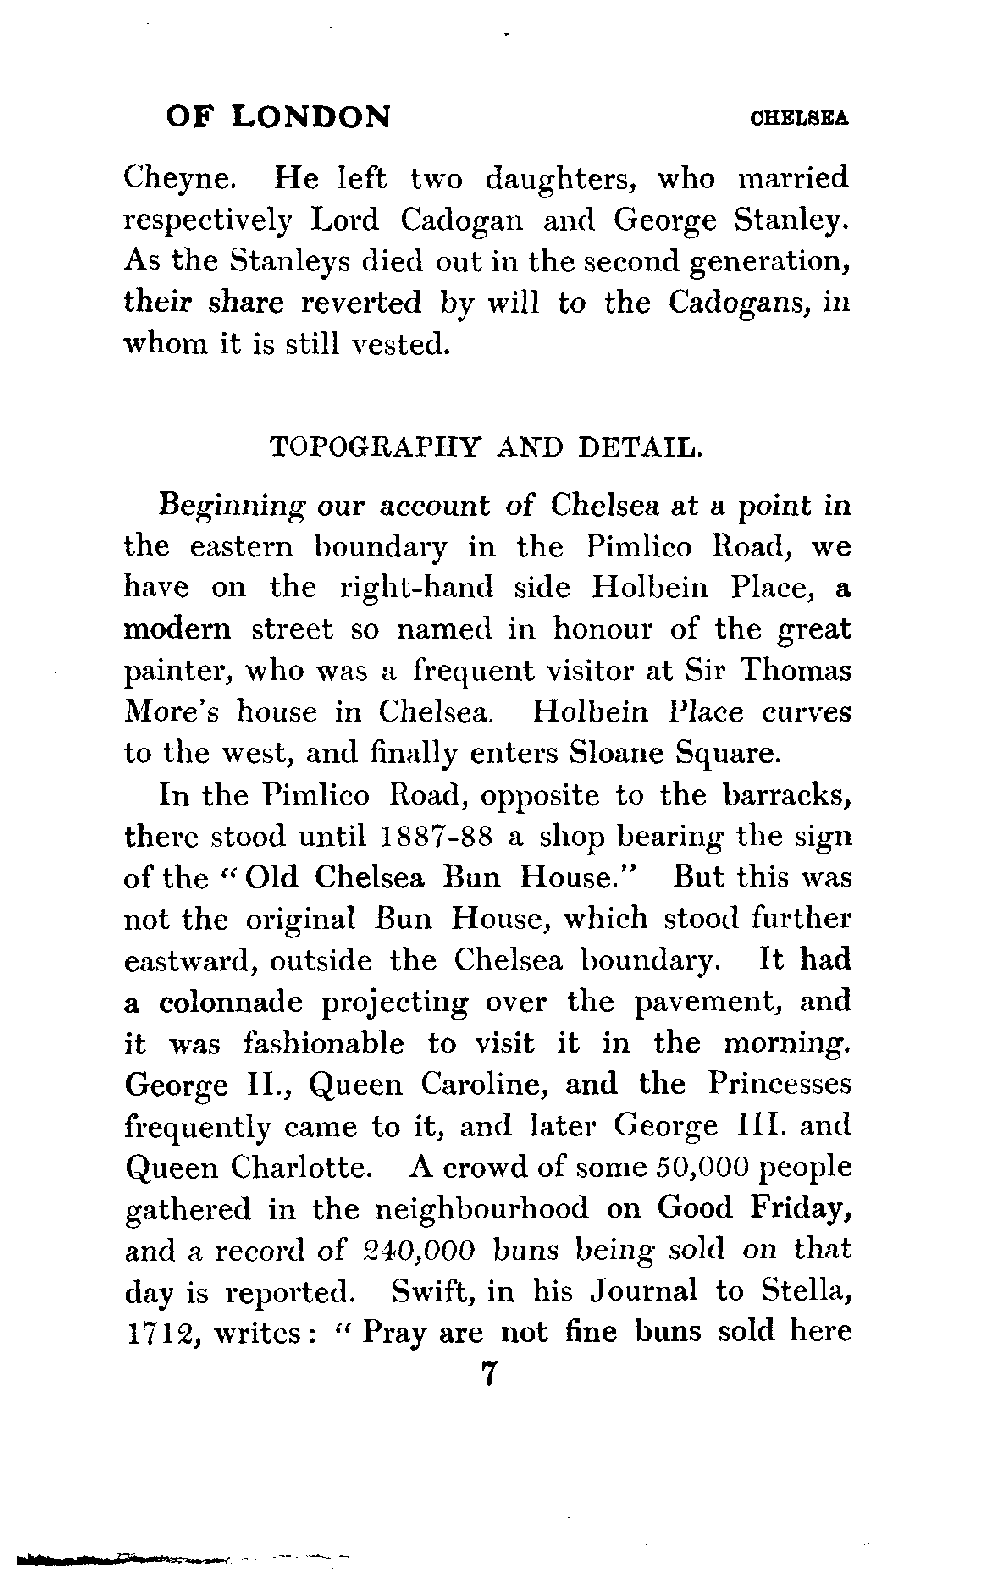 OF LONDON CHELSEA
Cheyne. He left two daughters, who married
respectively Lord Cadogan and George Stanley.
As the Stanleys died out in the second generation,
their share reverted by will to the Cadogans, in
whom it is still vested.
TOPOGRAPHY AND DETAIL.
Beginning our account of Chelsea at a point in
the eastern boundary in the Pimlico Road, we
have on the right-hand side Holbein Place, a
modern street so named in honour of the great
painter, who was a frequent visitor at Sir Thomas
More's house in Chelsea. Holbein Place curves
to the west, and finally enters Sloane Square.
In the Pimlico Road, opposite to the barracks,
there stood until 1887-88 a shop bearing the sign
of the “Old Chelsea Bun House.” But this was
not the original Bun House, which stood further
eastward, outside the Chelsea boundary. It had
a colonnade projecting over the pavement, and
it was fashionable to visit it in the morning.
George II., Queen Caroline, and the Princesses
frequently came to it, and later George III. and
Queen Charlotte. A crowd of some 50,000 people
gathered in the neighbourhood on Good Friday,
and a record of 240,000 buns being sold on that
day is reported. Swift, in his Journal to Stella,
1712, writes: “Pray are not fine buns sold here
7